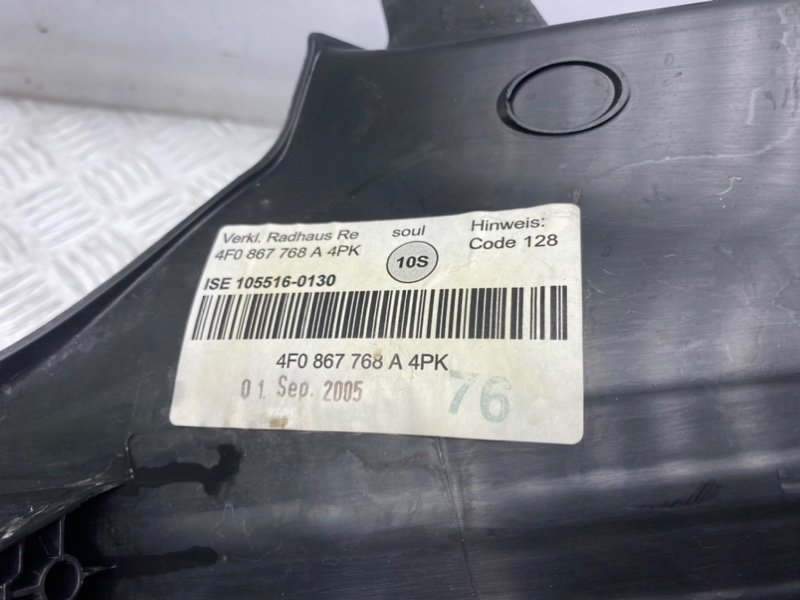 Verkl. Radhaus Re
4F0 867 768 A 4PK
soul
10S
Hinweis:
Code 128
ISE 105516-0130
4F0 867 768 A 4PK
01. Sep. 2005
76